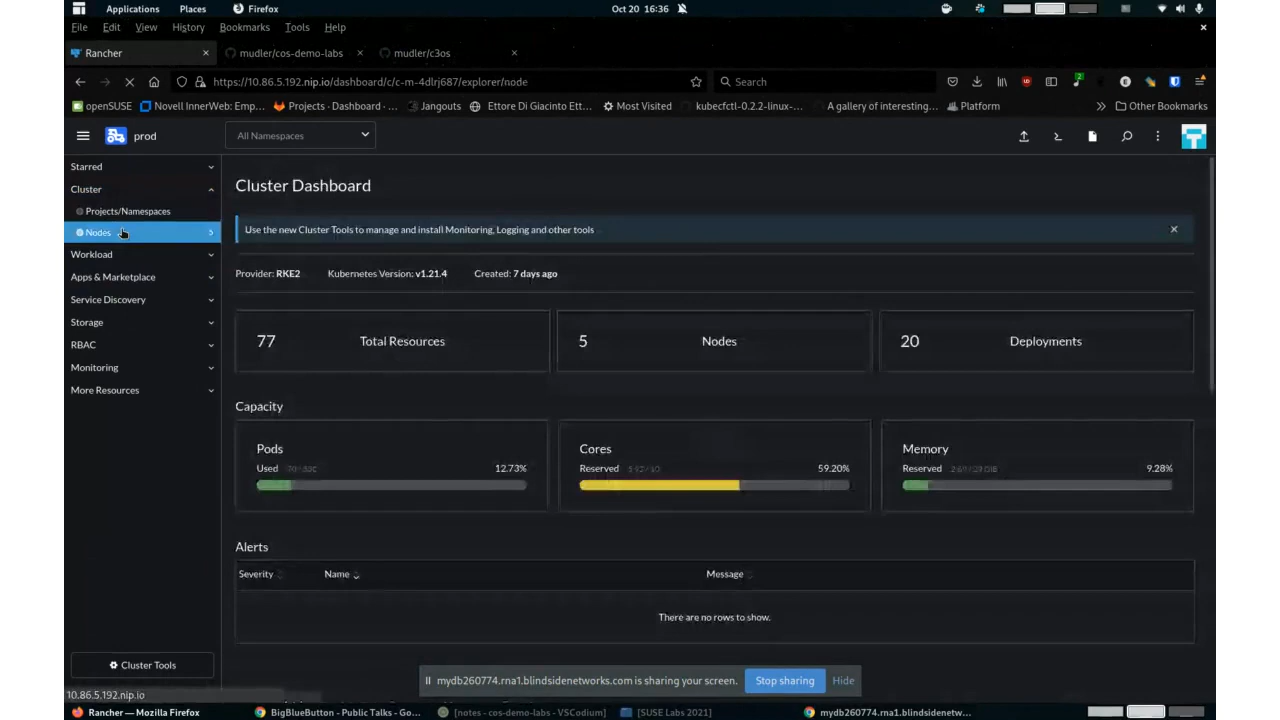 Applications Places Firefox Oct 20 16:36
File Edit View History Bookmarks Tools Help
Rancher mudler/cos-demo-labs mudler/c3os
https://10.86.5.192.nip.io/dashboard/c/c-m-4dlrj687/explorer/node Search
openSUSE Novell InnerWeb: Emp... Projects · Dashboard · ... Jangouts Ettore Di Giacinto Ett... Most Visited kubecfctl-0.2.2-linux-... A gallery of interesting... Platform Other Bookmarks
prod All Namespaces
Starred
Cluster
Projects/Namespaces
Nodes 5
Workload
Apps & Marketplace
Service Discovery
Storage
RBAC
Monitoring
More Resources
Cluster Tools
Cluster Dashboard
Use the new Cluster Tools to manage and install Monitoring, Logging and other tools
Provider: RKE2 Kubernetes Version: v1.21.4 Created: 7 days ago
77 Total Resources 5 Nodes 20 Deployments
Capacity
Pods Cores Memory
Used 12.73% Reserved 59.20% Reserved 9.28%
Alerts
Severity Name Message
There are no rows to show.
mydb260774.rna1.blindsidenetworks.com is sharing your screen. Stop sharing Hide
10.86.5.192.nip.io
Rancher — Mozilla Firefox BigBlueButton - Public Talks - Go... [notes - cos-demo-labs - VSCodium] [SUSE Labs 2021] mydb260774.rna1.blindsidenetw...